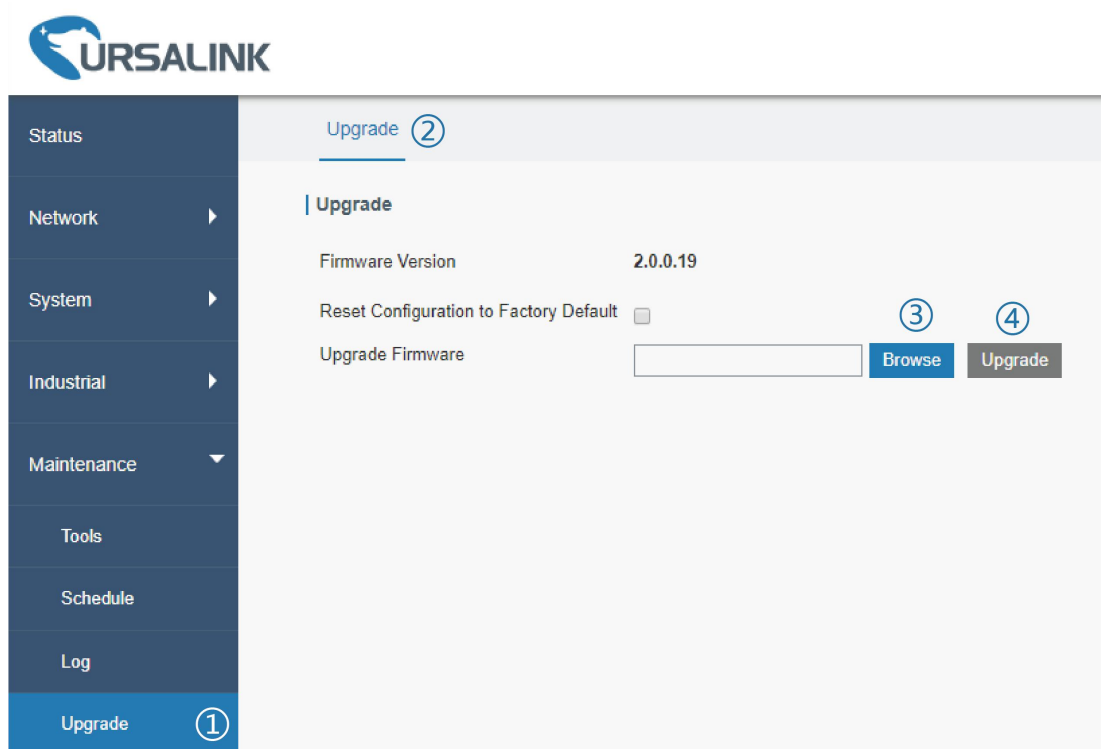 URSALINK
Status
Network
System
Industrial
Maintenance
Tools
Schedule
Log
Upgrade ①
Upgrade ②
Upgrade
Firmware Version 2.0.0.19
Reset Configuration to Factory Default
③ ④
Upgrade Firmware Browse Upgrade